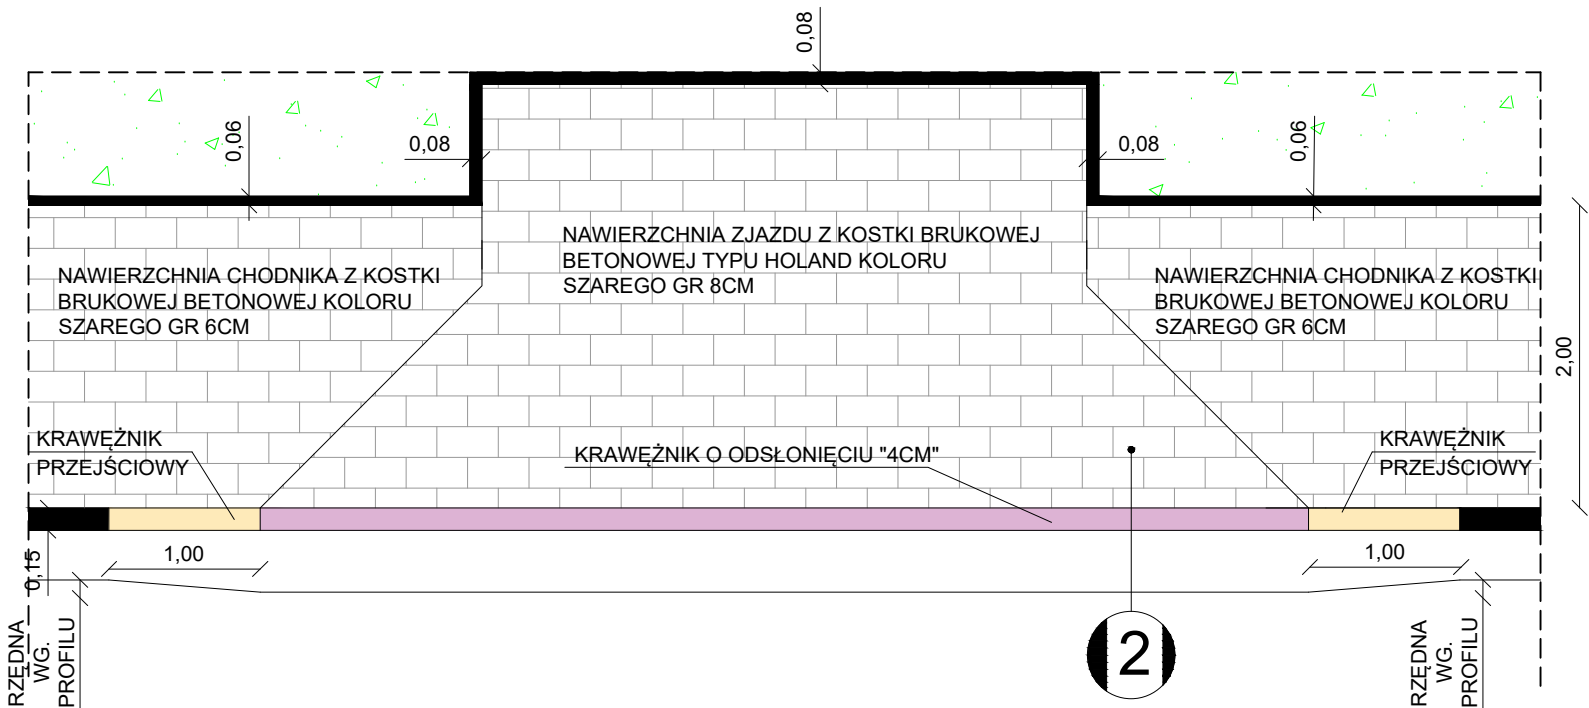 0,08
0,06
0,08
0,08
0,06
NAWIERZCHNIA ZJAZDU Z KOSTKI BRUKOWEJ
BETONOWEJ TYPU HOLAND KOLORU
SZAREGO GR 8CM
NAWIERZCHNIA CHODNIKA Z KOSTKI
BRUKOWEJ BETONOWEJ KOLORU
SZAREGO GR 6CM
NAWIERZCHNIA CHODNIKA Z KOSTKI
BRUKOWEJ BETONOWEJ KOLORU
SZAREGO GR 6CM
2,00
KRAWĘŻNIK
PRZEJŚCIOWY
KRAWĘŻNIK O ODSŁONIĘCIU "4CM"
KRAWĘŻNIK
PRZEJŚCIOWY
0,15
1,00
1,00
RZĘDNA
WG.
PROFILU
2
RZĘDNA
WG.
PROFILU